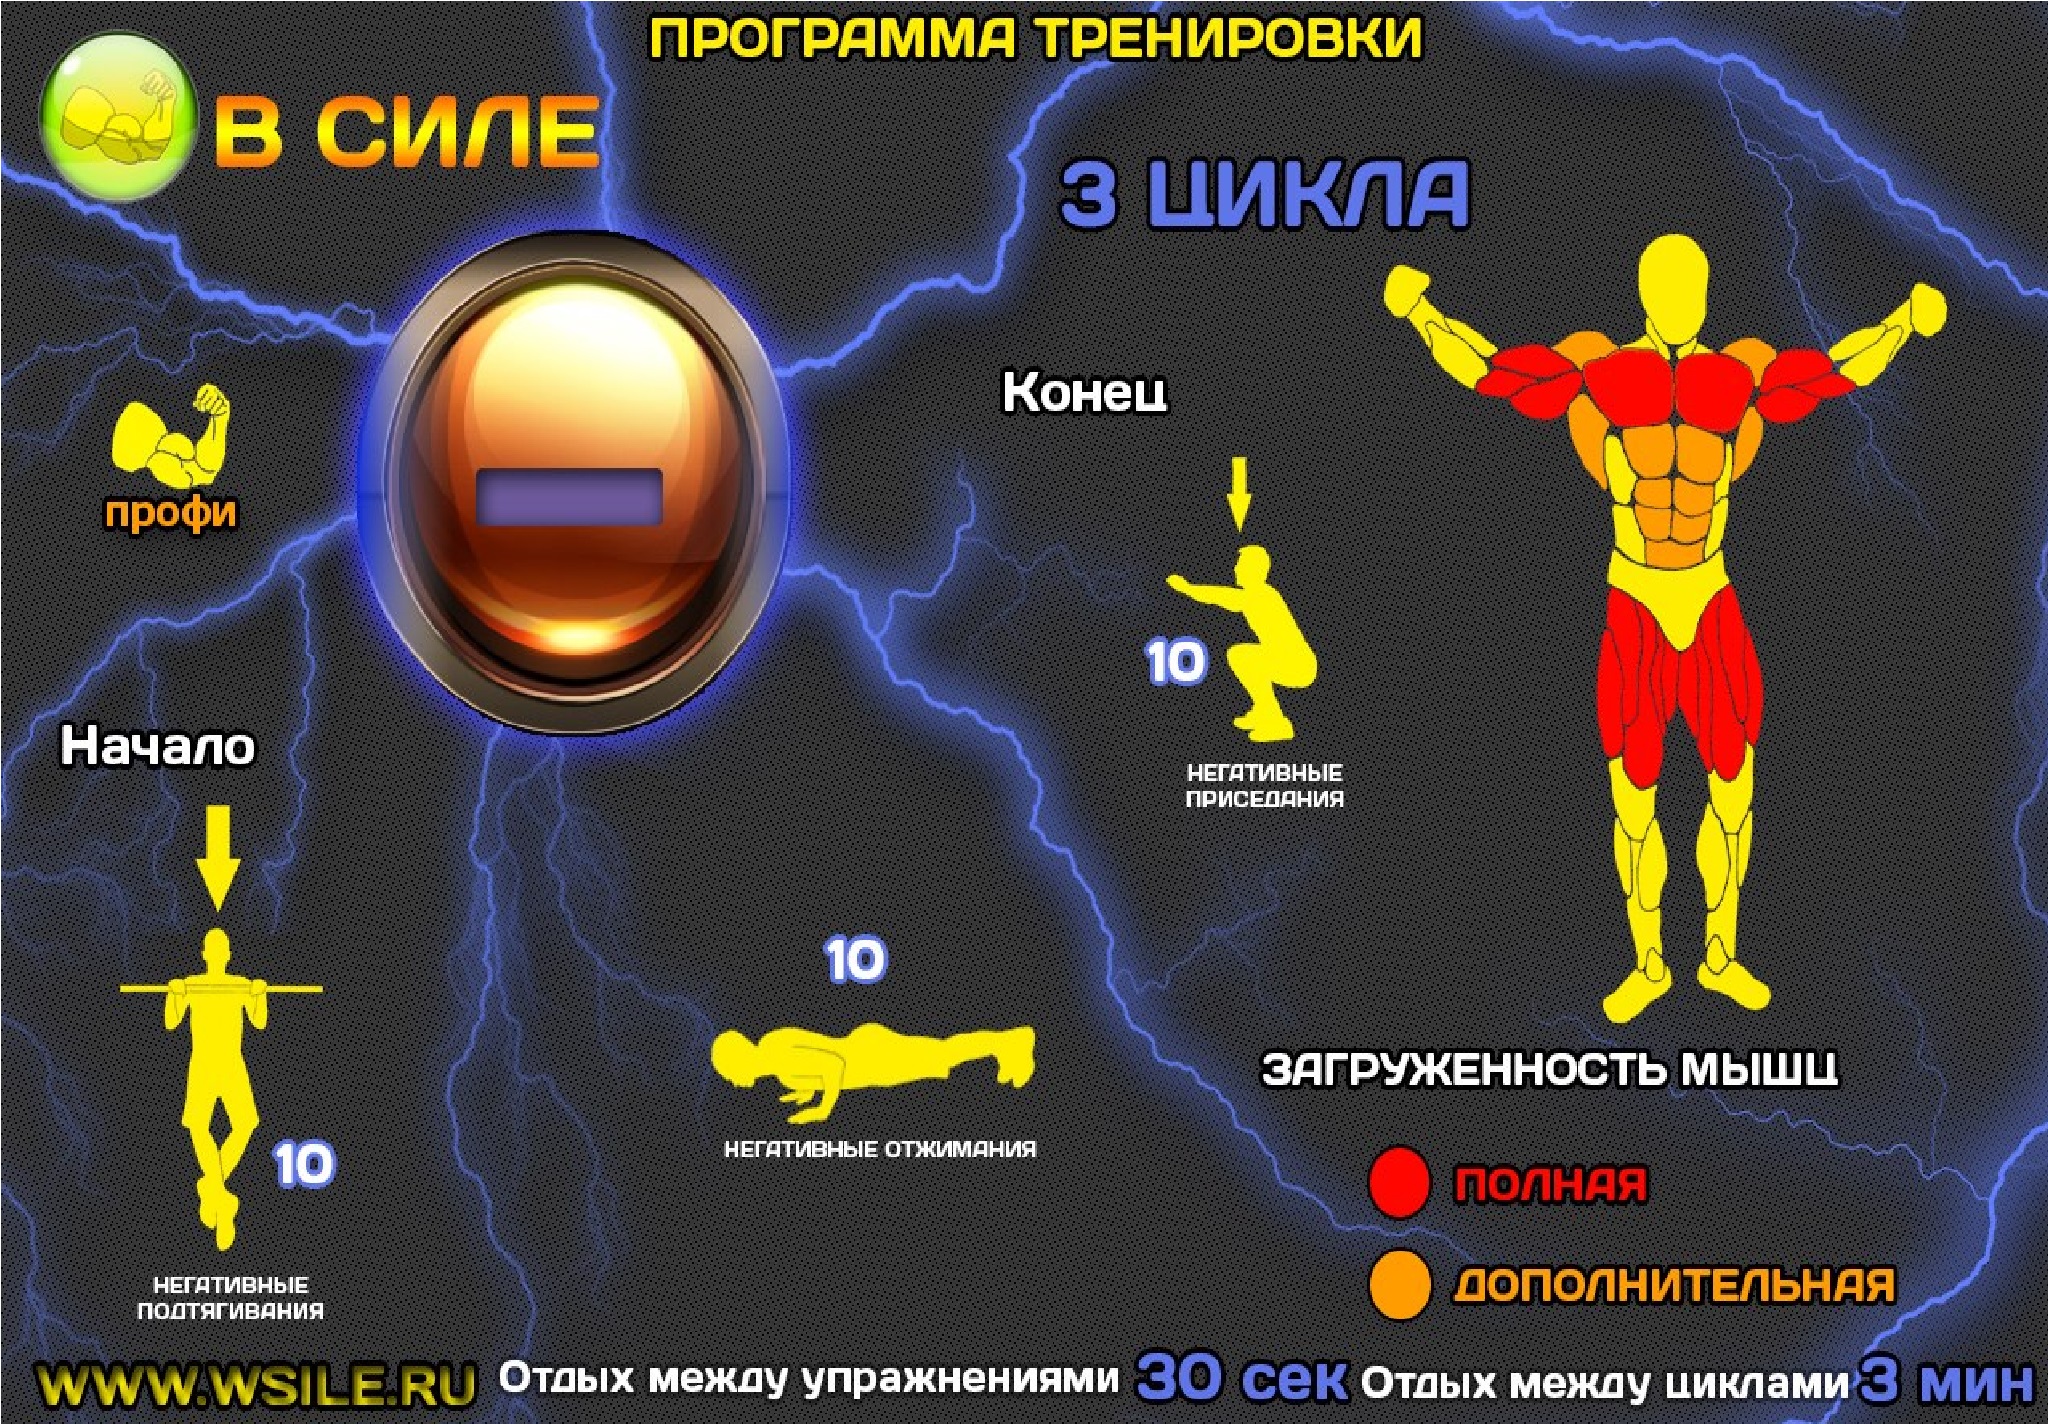 ПРОГРАММА ТРЕНИРОВКИ
В СИЛЕ
3 ЦИКЛА
Конец
профи
10
НЕГАТИВНЫЕ
ПРИСЕДАНИЯ
Начало
10
НЕГАТИВНЫЕ ОТЖИМАНИЯ
10
НЕГАТИВНЫЕ
ПОДТЯГИВАНИЯ
ЗАГРУЖЕННОСТЬ МЫШЦ
ПОЛНАЯ
ДОПОЛНИТЕЛЬНАЯ
WWW.WSILE.RU
Отдых между упражнениями 30 сек Отдых между циклами 3 мин